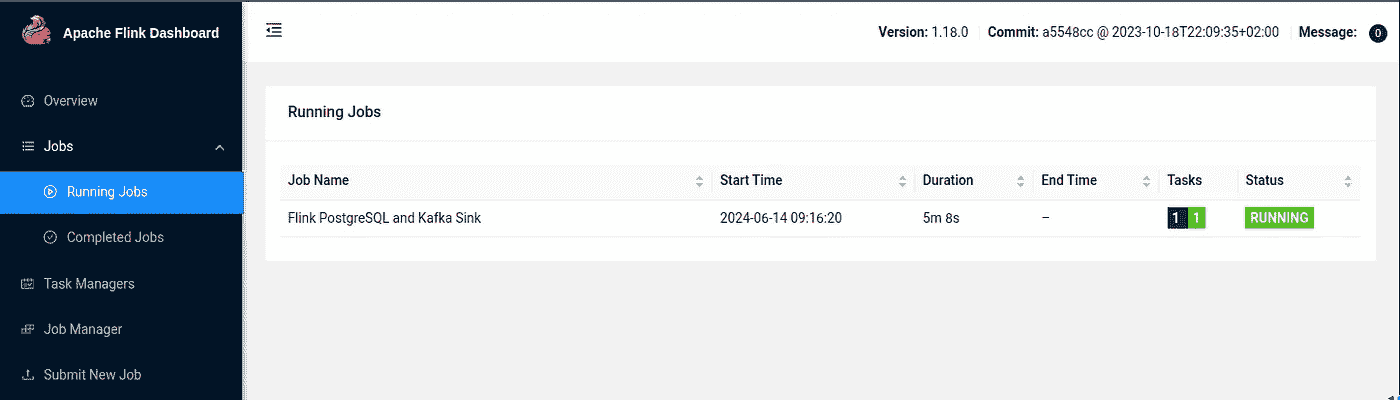 Apache Flink Dashboard
Version: 1.18.0 Commit: a5548cc @ 2023-10-18T22:09:35+02:00 Message: 0
Overview
Jobs
Running Jobs
Completed Jobs
Task Managers
Job Manager
Submit New Job
Running Jobs
Job Name Start Time Duration End Time Tasks Status
Flink PostgreSQL and Kafka Sink 2024-06-14 09:16:20 5m 8s – 1 1 RUNNING